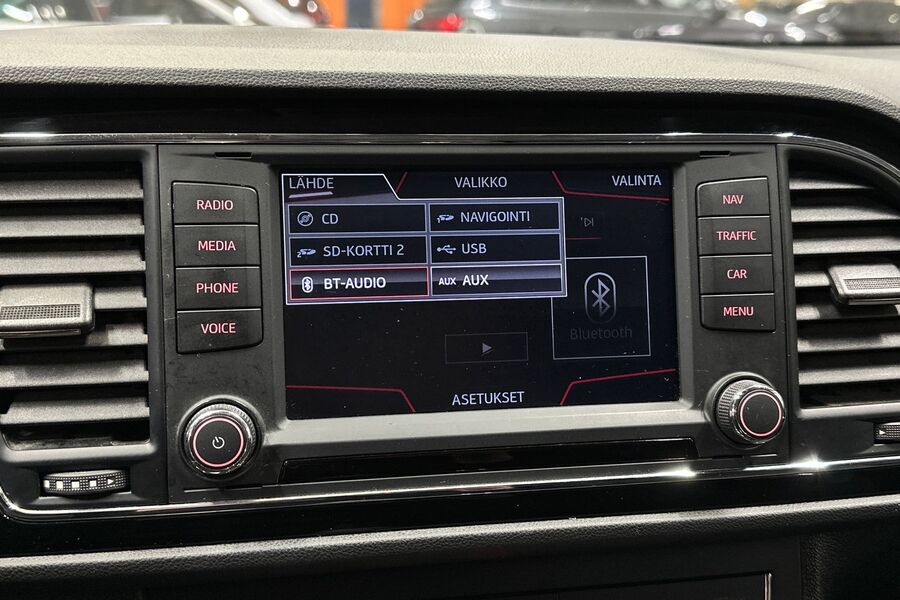 LÄHDE VALIKKO VALINTA
CD NAVIGOINTI
SD-KORTTI 2 USB
BT-AUDIO AUX AUX
Bluetooth
ASETUKSET
RADIO
MEDIA
PHONE
VOICE
NAV
TRAFFIC
CAR
MENU